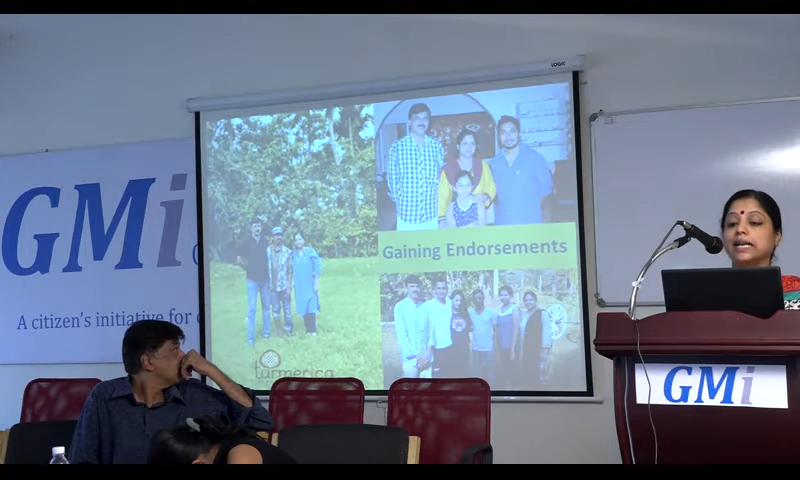 LOGIC
GMi
A citizen's initiative for
Gaining Endorsements
turmerica
GMi